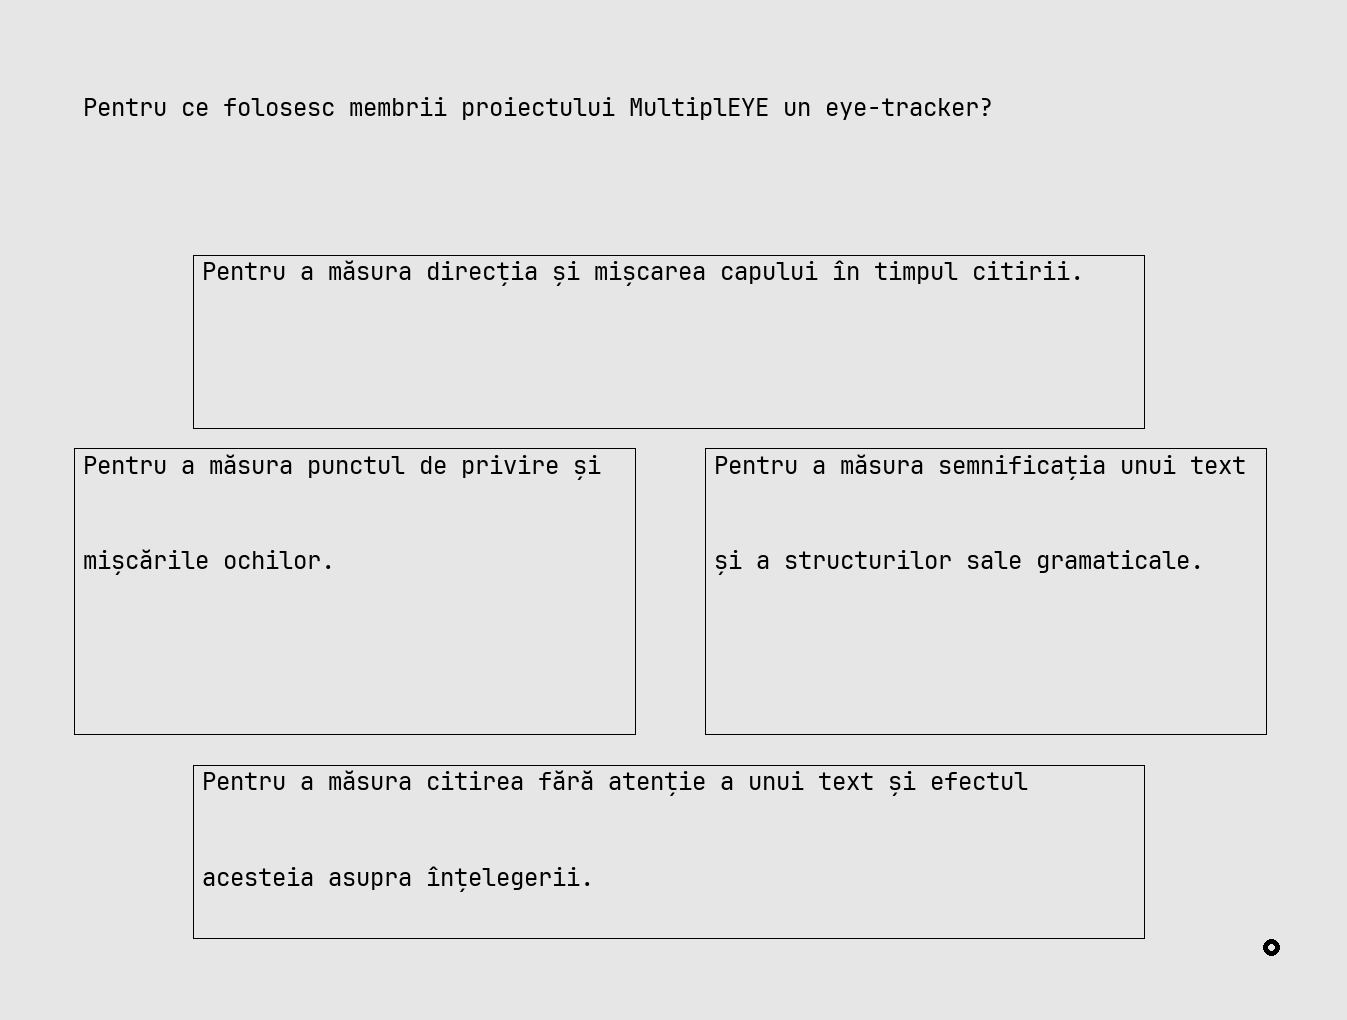 Pentru ce folosesc membrii proiectului MultiplEYE un eye-tracker?
Pentru a măsura direcția și mișcarea capului în timpul citirii.
Pentru a măsura punctul de privire și
mișcările ochilor.
Pentru a măsura semnificația unui text
și a structurilor sale gramaticale.
Pentru a măsura citirea fără atenție a unui text și efectul
acesteia asupra înțelegerii.